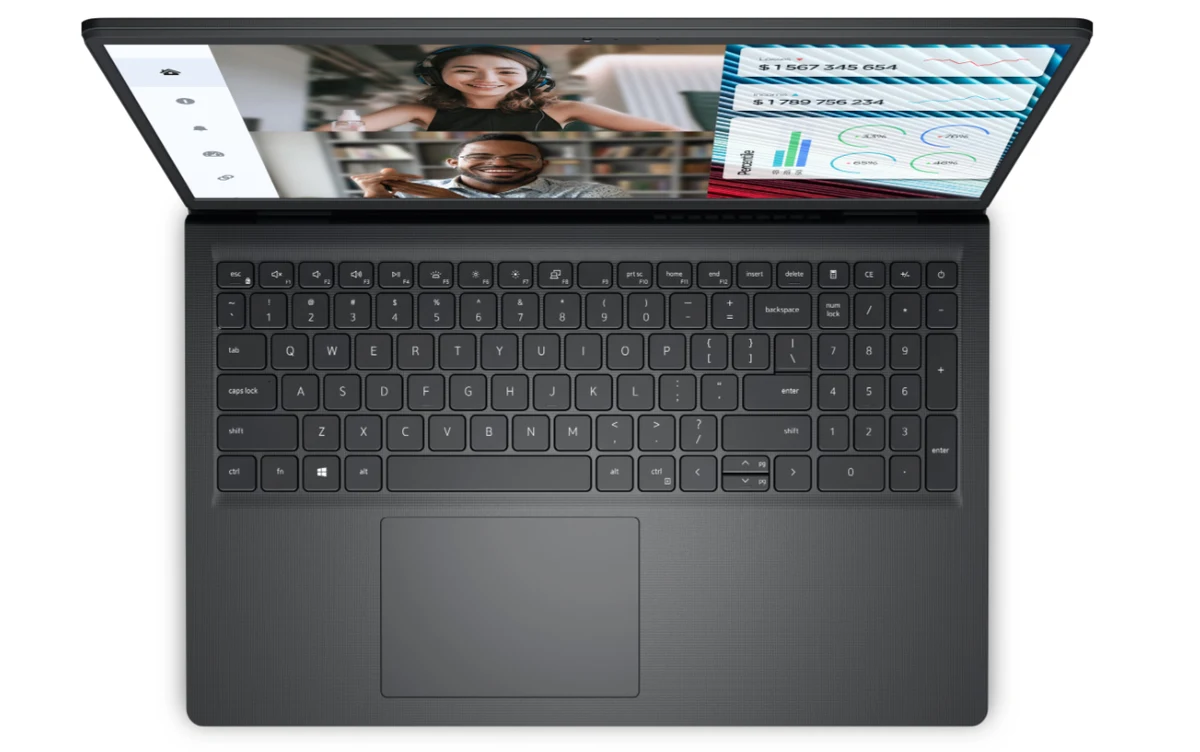 $ 1 567 345 654
Income
$ 1 789 756 234
43%
76%
Percentile
65%
46%
esc F1 F2 F3 F4 F5 F6 F7 F8 F9 prt sc F10 home F11 end F12 insert delete CE +/-
~ ` ! 1 @ 2 # 3 $ 4 % 5 ^ 6 & 7 * 8 ( 9 ) 0 — - + = backspace num lock / * -
tab Q W E R T Y U I O P { [ } ] | \ 7 8 9 +
caps lock A S D F G H J K L : ; " ' enter 4 5 6
shift Z X C V B N M < , > . ? / shift 1 2 3 enter
ctrl fn alt alt ctrl < ^ pg v pg > 0 .